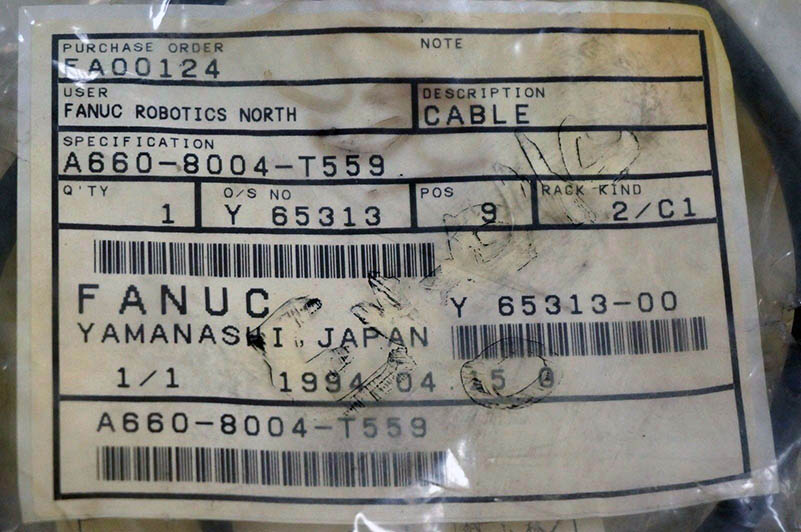 PURCHASE ORDER NOTE
FA00124
USER DESCRIPTION
FANUC ROBOTICS NORTH CABLE
SPECIFICATION
A660-8004-T559
Q'TY O/S NO POS RACK KIND
1 Y 65313 9 2/C1
FANUC Y 65313-00
YAMANASHI, JAPAN
1/1 1994 04
A660-8004-T559